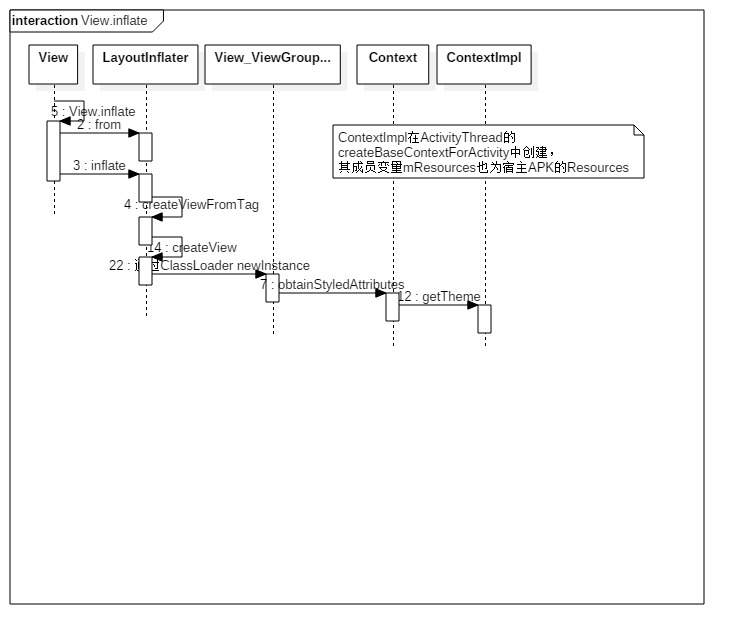 interaction View.inflate
View
LayoutInflater
View_ViewGroup...
Context
ContextImpl
5 : View.inflate
2 : from
ContextImpl在ActivityThread的
createBaseContextForActivity中创建，
其成员变量mResources也为宿主APK的Resources
3 : inflate
4 : createViewFromTag
14 : createView
22 : 通过ClassLoader newInstance
7 : obtainStyledAttributes
12 : getTheme